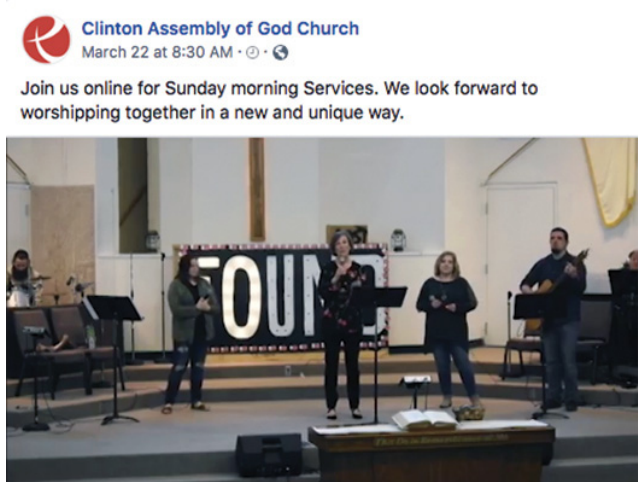 Clinton Assembly of God Church
March 22 at 8:30 AM
Join us online for Sunday morning Services. We look forward to
worshipping together in a new and unique way.
FOUND